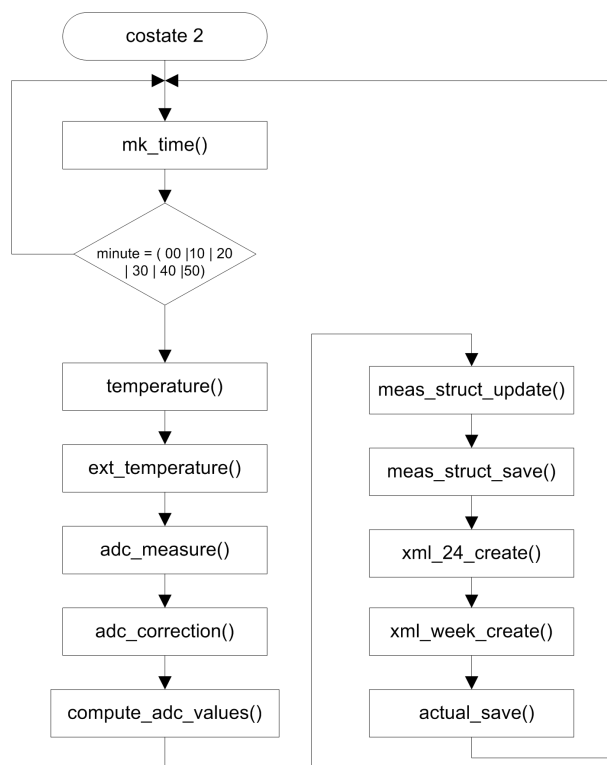 costate 2
mk_time()
minute = ( 00 |10 | 20
| 30 | 40 |50)
temperature()
ext_temperature()
adc_measure()
adc_correction()
compute_adc_values()
meas_struct_update()
meas_struct_save()
xml_24_create()
xml_week_create()
actual_save()